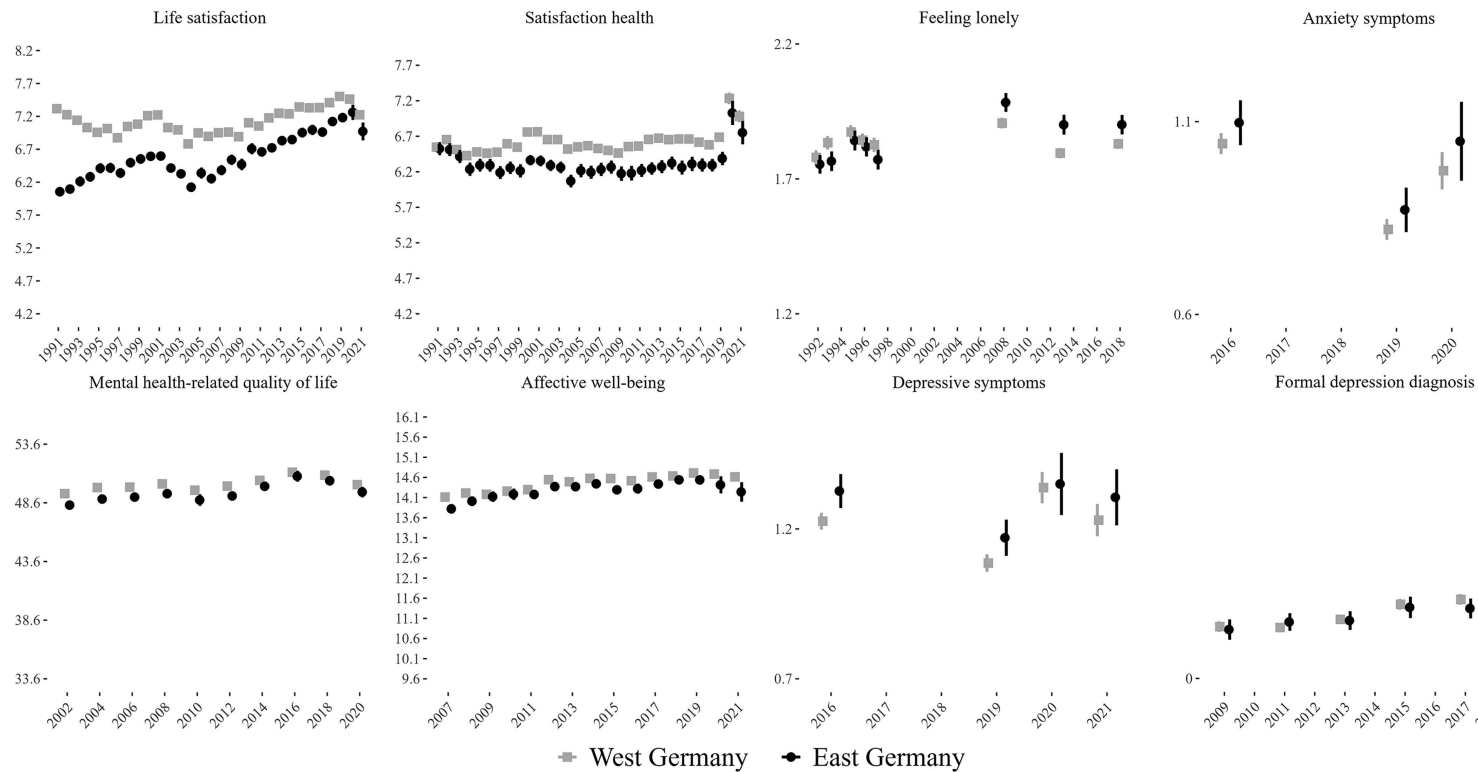 Life satisfaction
8.2
7.7
7.2
6.7
6.2
5.7
5.2
4.7
4.2
1991 1993 1995 1997 1999 2001 2003 2005 2007 2009 2011 2013 2015 2017 2019 2021
Satisfaction health
7.7
7.2
6.7
6.2
5.7
5.2
4.7
4.2
1991 1993 1995 1997 1999 2001 2003 2005 2007 2009 2011 2013 2015 2017 2019 2021
Feeling lonely
2.2
1.7
1.2
1992 1994 1996 1998 2000 2002 2004 2006 2008 2010 2012 2014 2016 2018
Anxiety symptoms
1.1
0.6
2016 2017 2018 2019 2020
Mental health-related quality of life
53.6
48.6
43.6
38.6
33.6
2002 2004 2006 2008 2010 2012 2014 2016 2018 2020
Affective well-being
16.1
15.6
15.1
14.6
14.1
13.6
13.1
12.6
12.1
11.6
11.1
10.6
10.1
9.6
2007 2009 2011 2013 2015 2017 2019 2021
Depressive symptoms
1.2
0.7
2016 2017 2019 2020 2021
Formal depression diagnosis
0
2009 2010 2011 2012 2013 2014 2015 2016 2017
West Germany East Germany